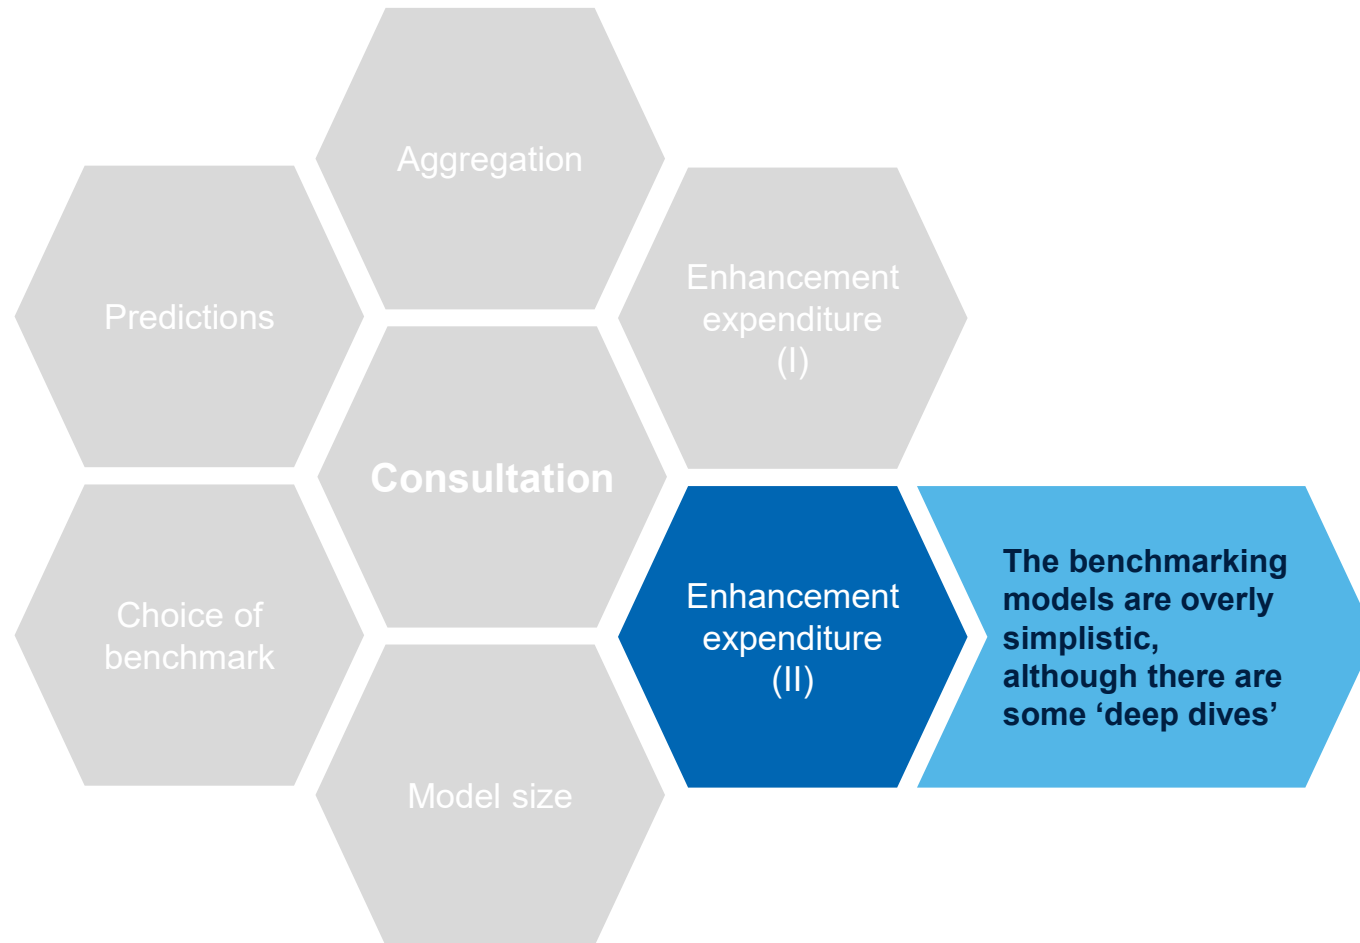 Aggregation
Predictions
Enhancement
expenditure
(I)
Consultation
Choice of
benchmark
Enhancement
expenditure
(II)
The benchmarking
models are overly
simplistic,
although there are
some ‘deep dives’
Model size